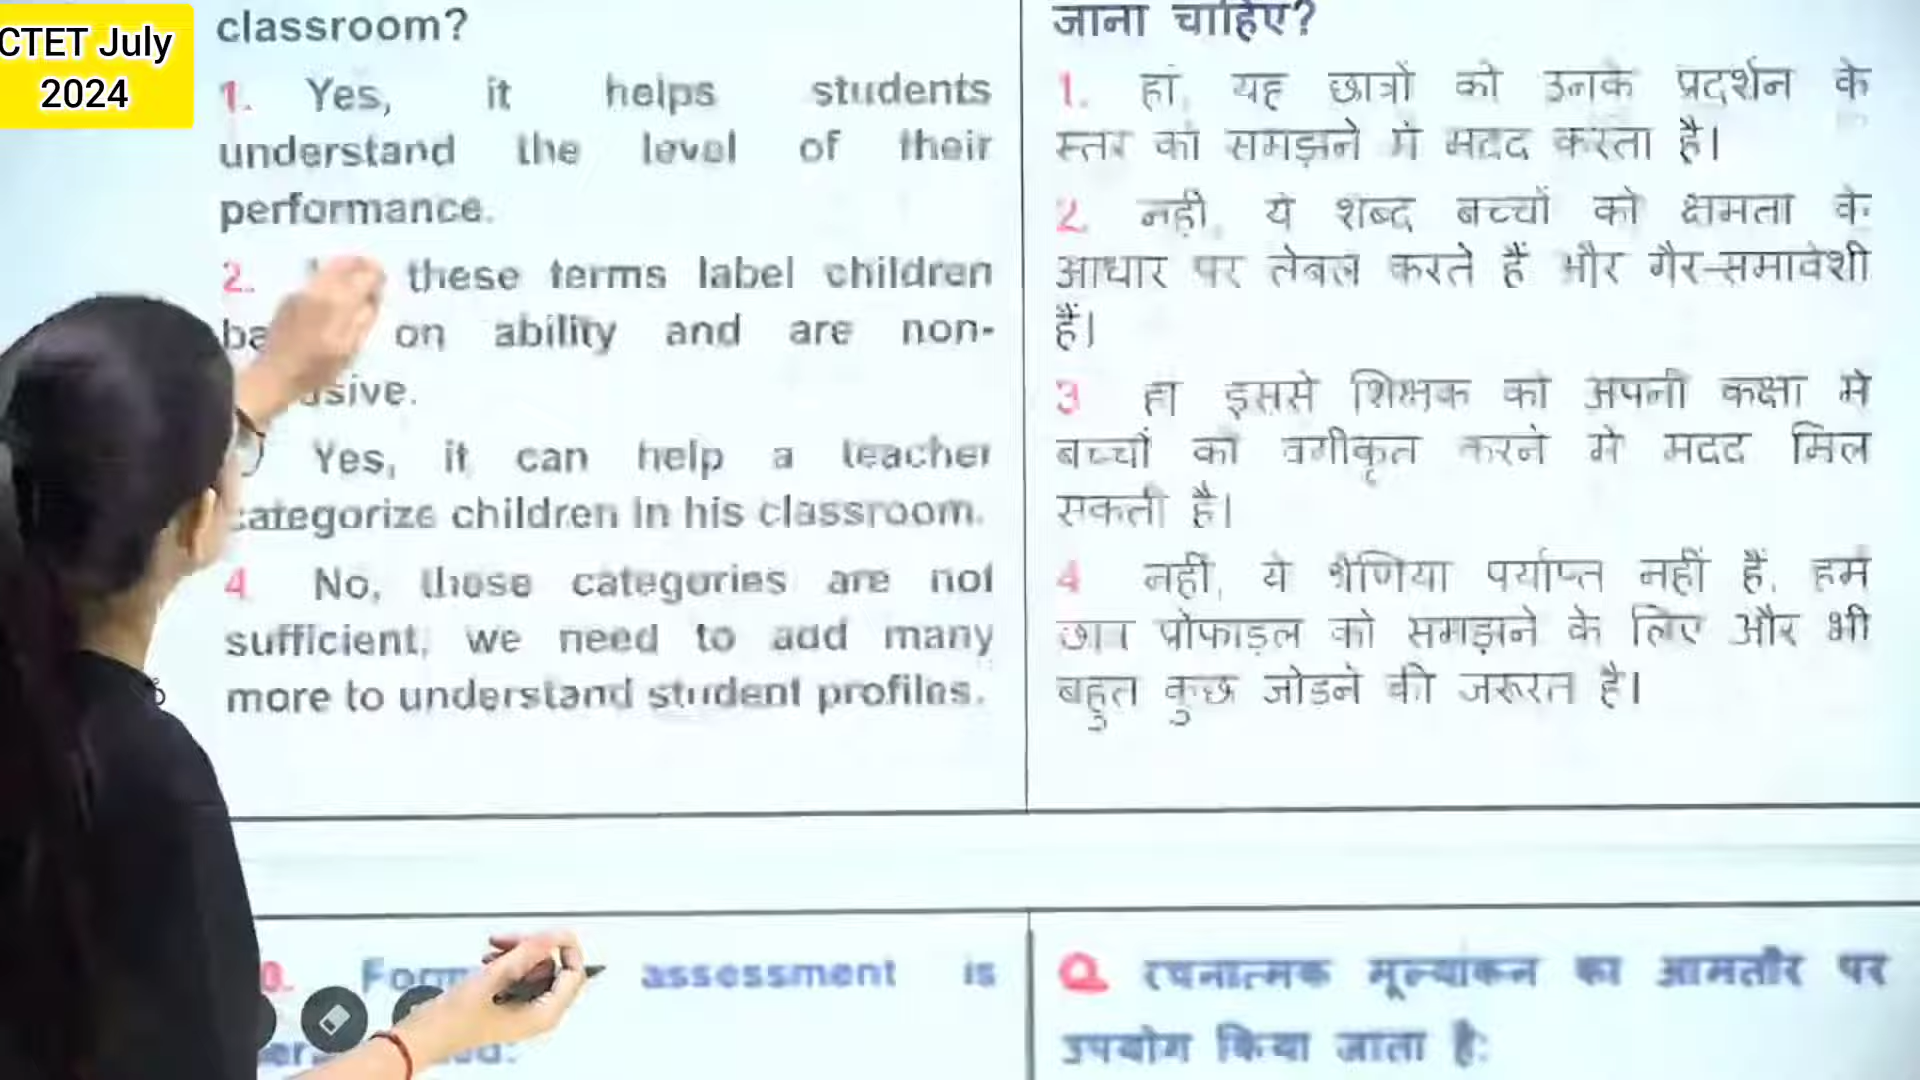 CTET July
2024
classroom?
1. Yes, it helps students
understand the level of their
performance.
2. these terms label children
on ability and are non-
Yes, it can help a teacher
categorize children in his classroom.
4 No, these categories are not
sufficient, we need to add many
more to understand student profiles.
assessment is
जाना चाहिए?
1. हां, यह छात्रों को उनके प्रदर्शन के
स्तर को समझने में मदद करता है।
2. नहीं, ये शब्द बच्चों को क्षमता के
आधार पर लेबल करते हैं और गैर-समावेशी
हैं।
3 हां इससे शिक्षक को अपनी कक्षा में
बच्चों को वर्गीकृत करने में मदद मिल
सकती है।
4 नहीं, ये श्रेणियां पर्याप्त नहीं हैं, हमें
छात्र प्रोफाइल को समझने के लिए और भी
बहुत कुछ जोड़ने की जरूरत है।
Q रचनात्मक मूल्यांकन का आमतौर पर
उपयोग किया जाता है: